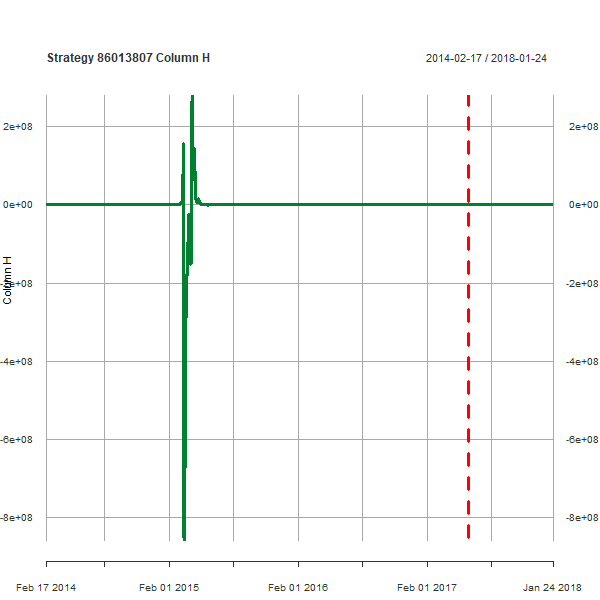 Strategy 86013807 Column H
2014-02-17 / 2018-01-24
2e+08
2e+08
0e+00
0e+00
Column H
-2e+08
-2e+08
-4e+08
-4e+08
-6e+08
-6e+08
-8e+08
-8e+08
Feb 17 2014
Feb 01 2015
Feb 01 2016
Feb 01 2017
Jan 24 2018